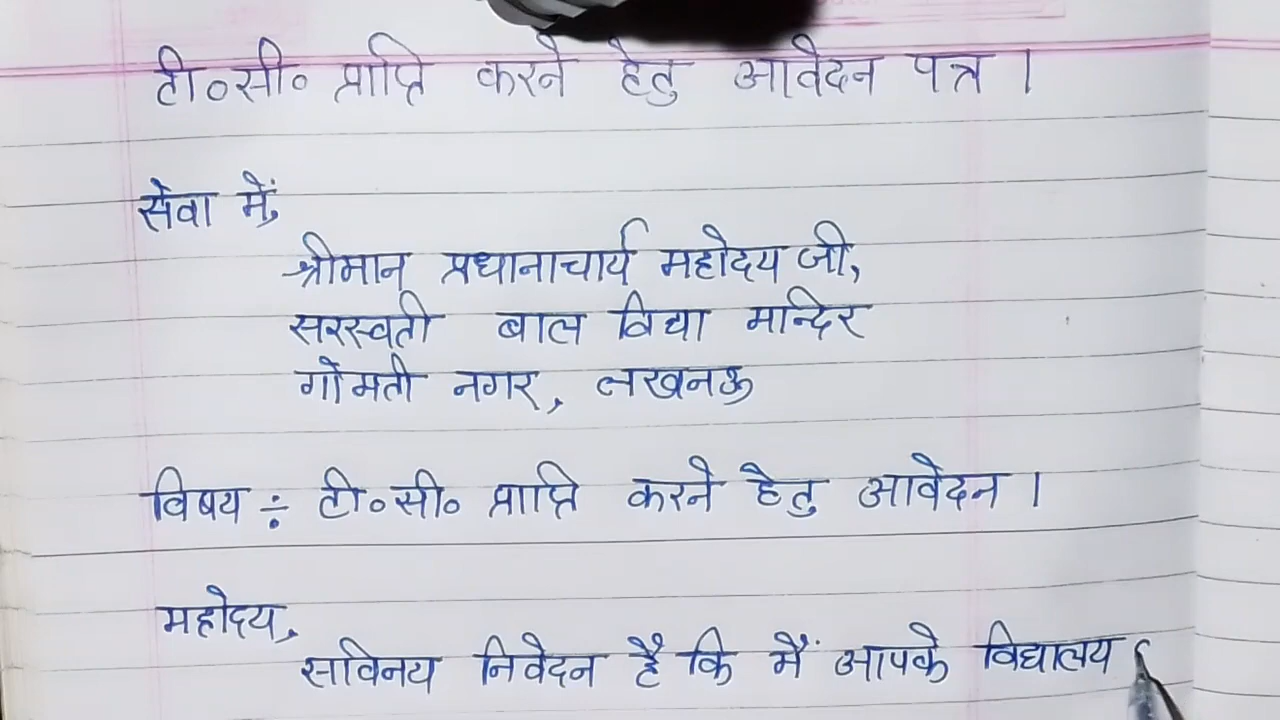 टी०सी० प्राप्ति करने हेतु आवेदन पत्र ।
सेवा में,
श्रीमान् प्रधानाचार्य महोदय जी,
सरस्वती बाल विद्या मन्दिर
गोमती नगर, लखनऊ
विषय ÷ टी०सी० प्राप्ति करने हेतु आवेदन ।
महोदय,
सविनय निवेदन है कि मैं आपके विद्यालय